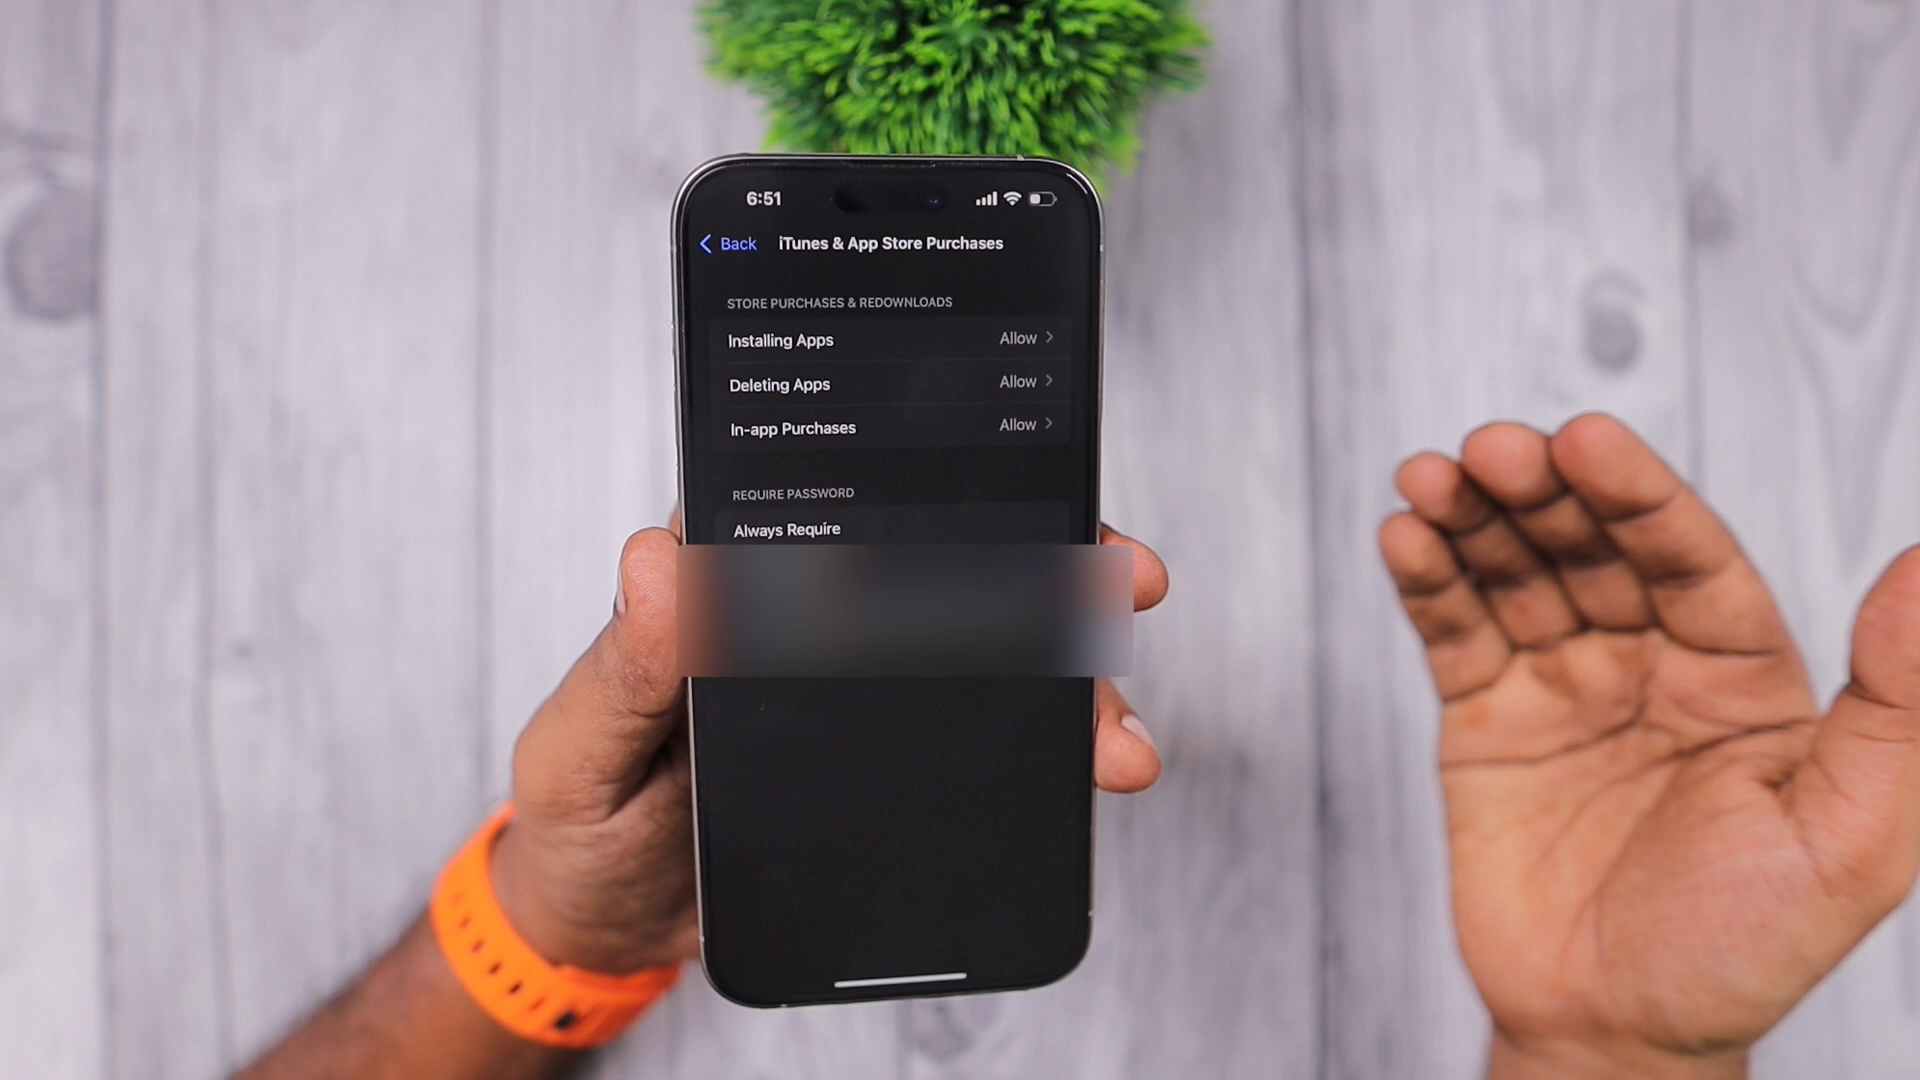 6:51
Back iTunes & App Store Purchases
STORE PURCHASES & REDOWNLOADS
Installing Apps Allow
Deleting Apps Allow
In-app Purchases Allow
REQUIRE PASSWORD
Always Require